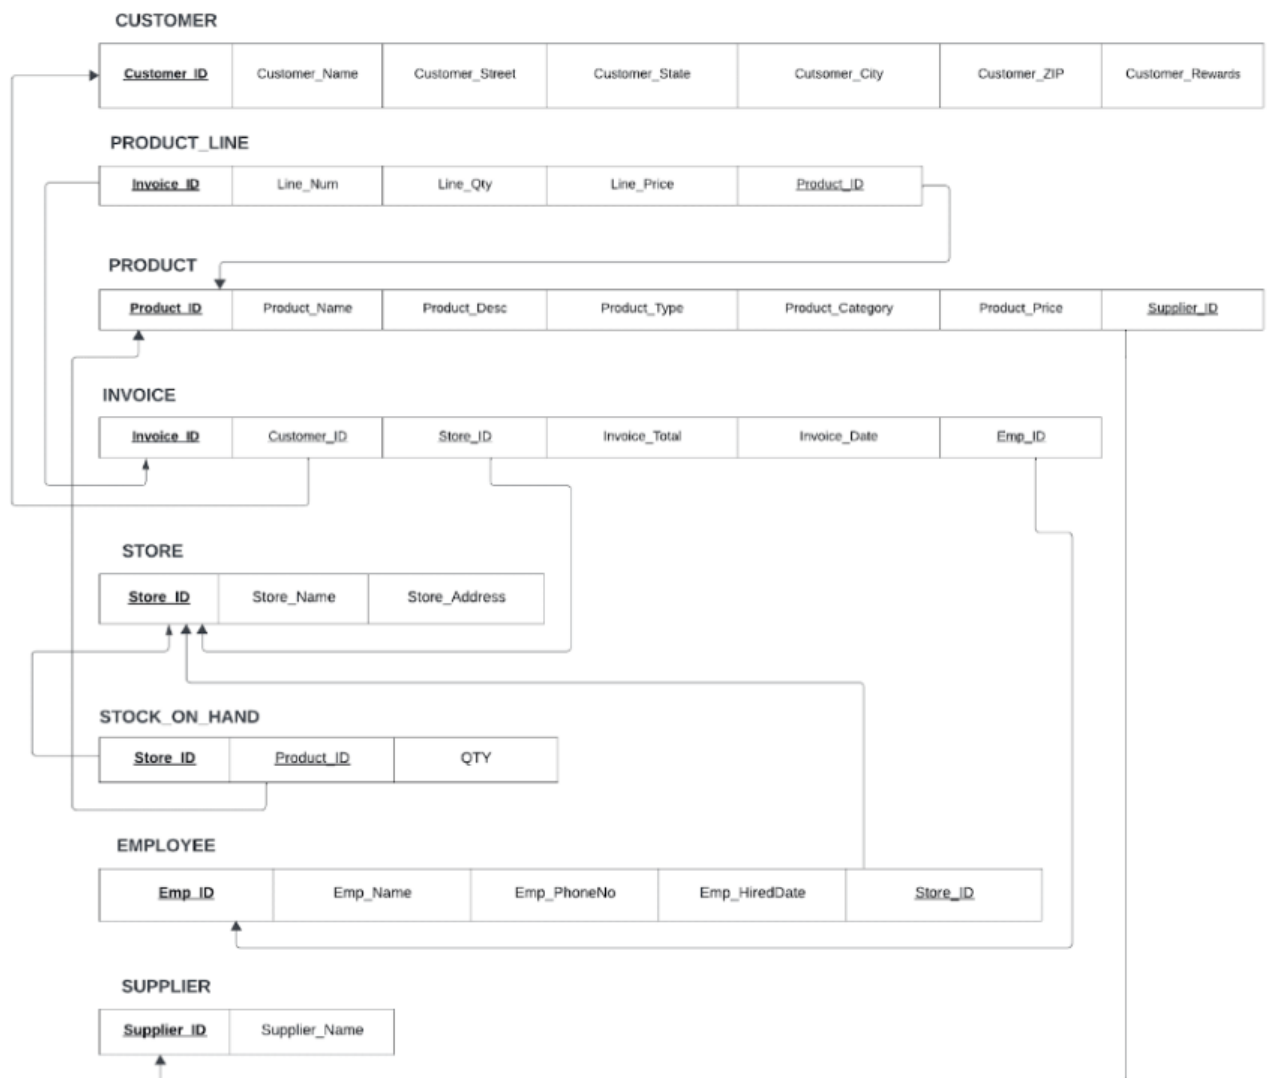 CUSTOMER
Customer_ID Customer_Name Customer_Street Customer_State Cutsomer_City Customer_ZIP Customer_Rewards
PRODUCT_LINE
Invoice_ID Line_Num Line_Qty Line_Price Product_ID
PRODUCT
Product_ID Product_Name Product_Desc Product_Type Product_Category Product_Price Supplier_ID
INVOICE
Invoice_ID Customer_ID Store_ID Invoice_Total Invoice_Date Emp_ID
STORE
Store_ID Store_Name Store_Address
STOCK_ON_HAND
Store_ID Product_ID QTY
EMPLOYEE
Emp_ID Emp_Name Emp_PhoneNo Emp_HiredDate Store_ID
SUPPLIER
Supplier_ID Supplier_Name